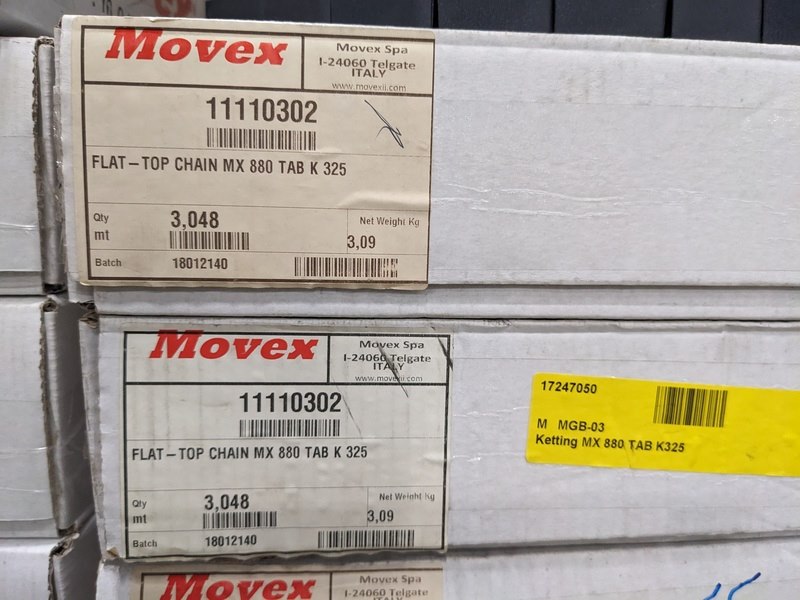 Movex
Movex Spa
I-24060 Telgate
ITALY
www.movexii.com
11110302
FLAT-TOP CHAIN MX 880 TAB K 325
Qty
mt
3,048
Net Weight Kg
3,09
Batch
18012140
Movex
Movex Spa
I-24060 Telgate
ITALY
www.movexii.com
11110302
FLAT-TOP CHAIN MX 880 TAB K 325
Qty
mt
3,048
Net Weight Kg
3,09
Batch
18012140
17247050
M MGB-03
Ketting MX 880 TAB K325
Movex
Movex Spa
I-24060 Telgate
ITALY